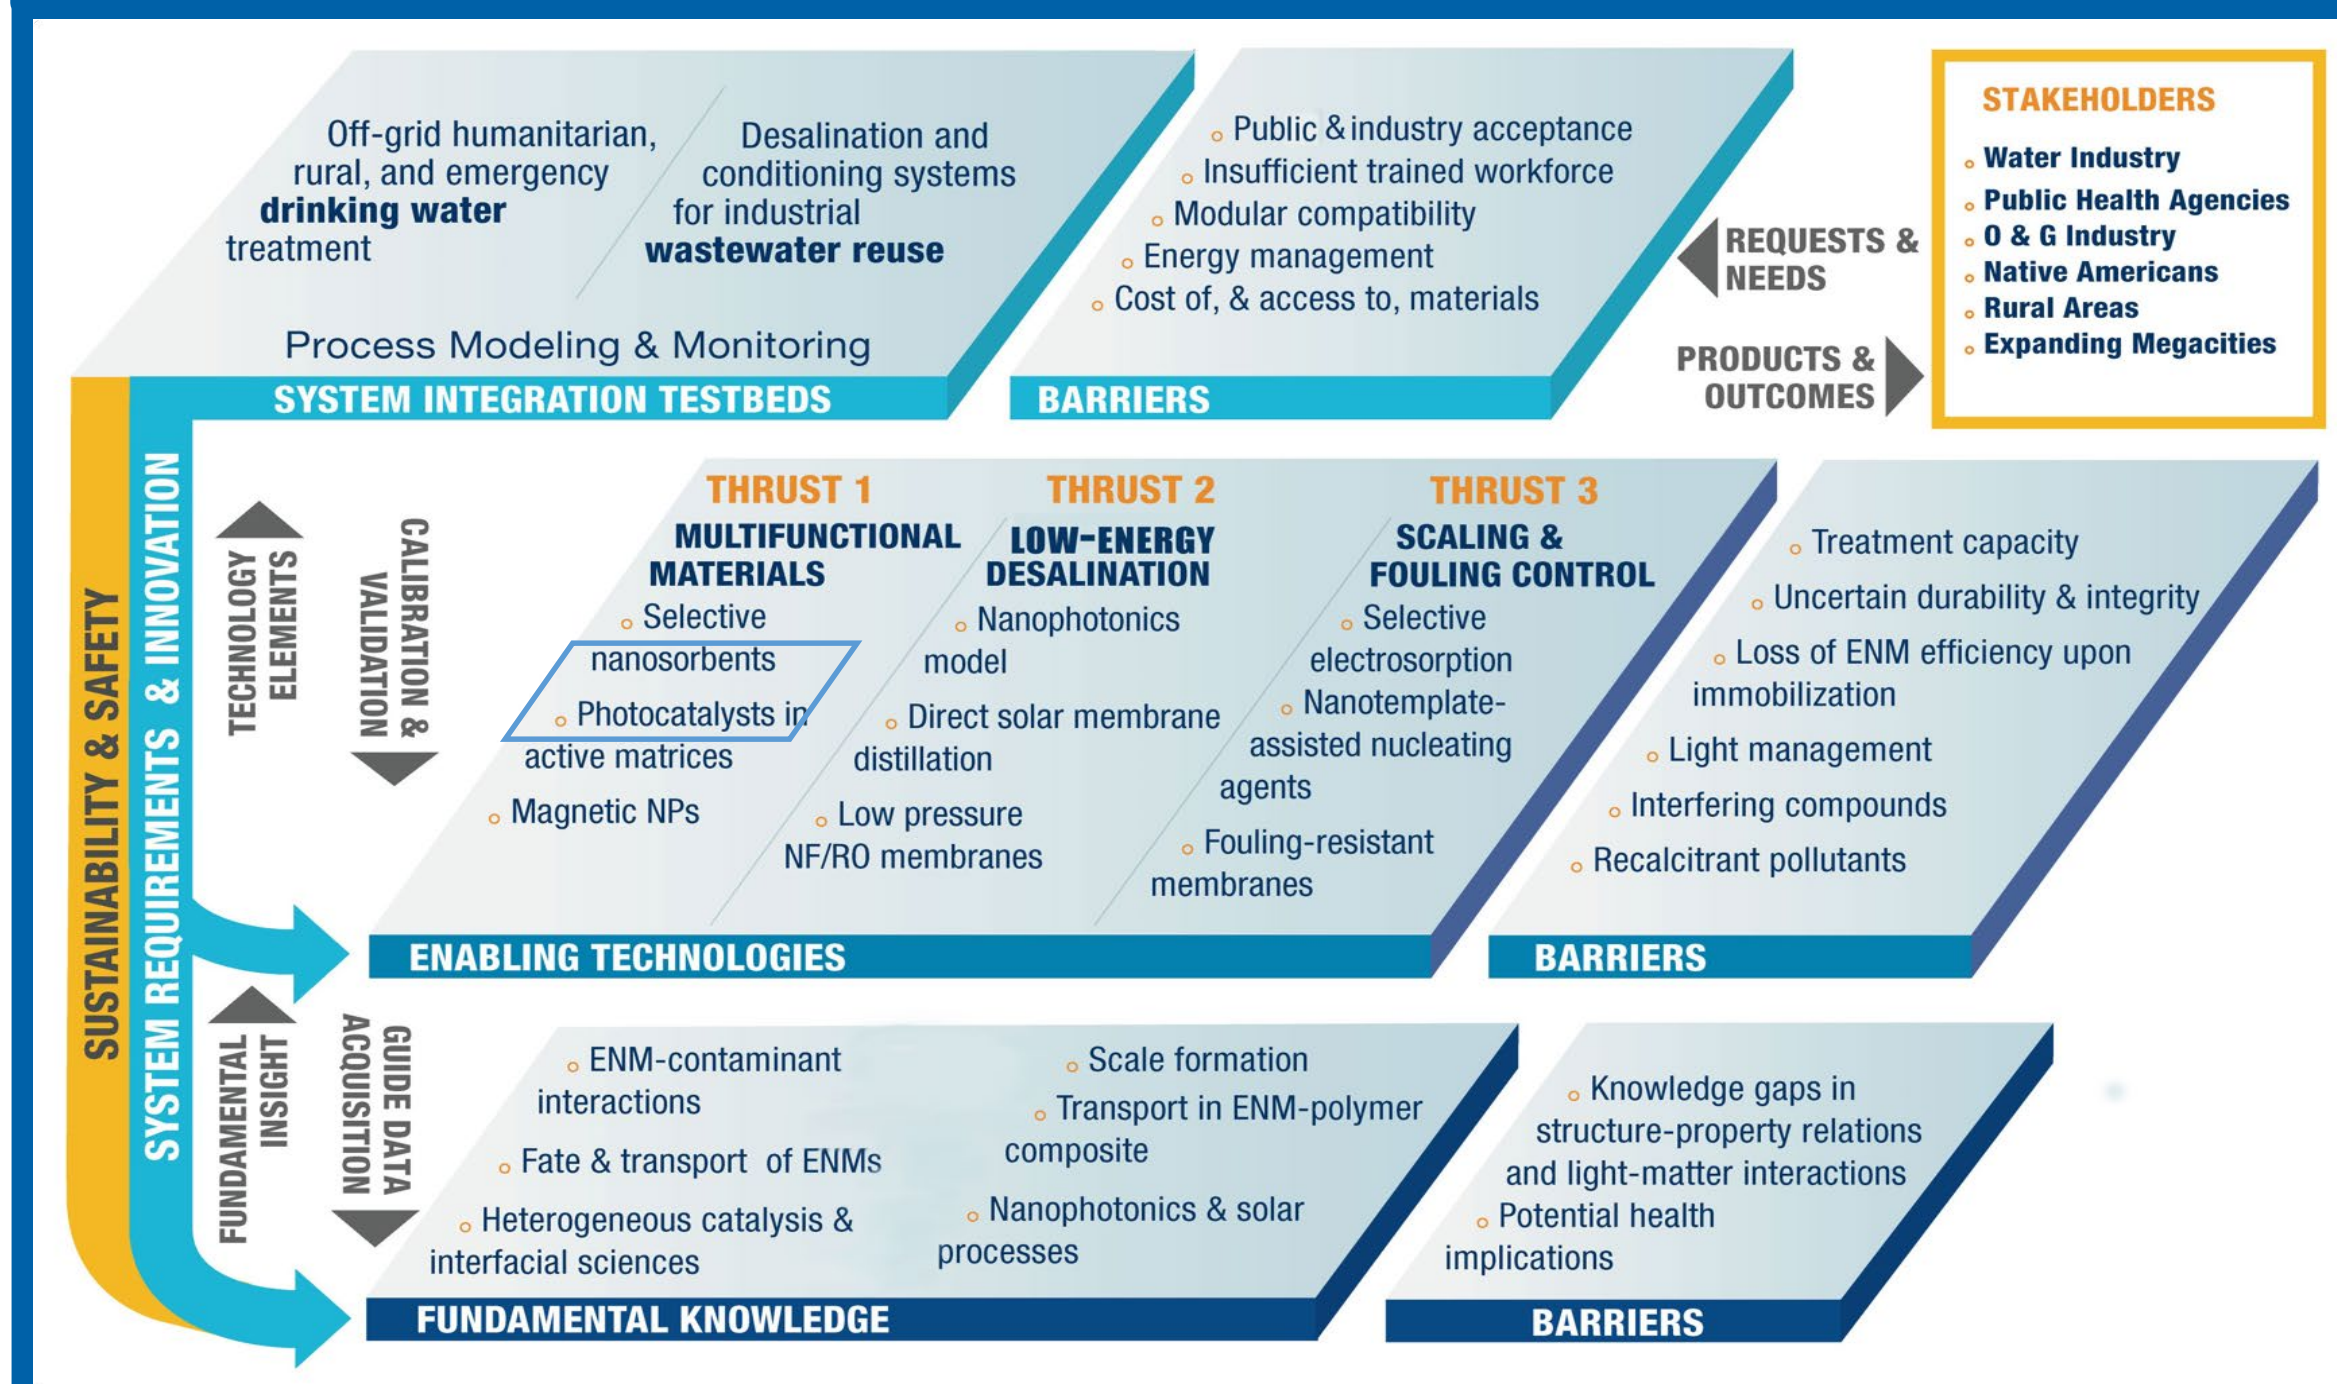 Off-grid humanitarian,
rural, and emergency
drinking water
treatment
Desalination and
conditioning systems
for industrial
wastewater reuse
Process Modeling & Monitoring
SYSTEM INTEGRATION TESTBEDS
◦ Public & industry acceptance
◦ Insufficient trained workforce
◦ Modular compatibility
◦ Energy management
◦ Cost of, & access to, materials
BARRIERS
REQUESTS &
NEEDS
PRODUCTS &
OUTCOMES
STAKEHOLDERS
◦ Water Industry
◦ Public Health Agencies
◦ O & G Industry
◦ Native Americans
◦ Rural Areas
◦ Expanding Megacities
SUSTAINABILITY & SAFETY
SYSTEM REQUIREMENTS & INNOVATION
TECHNOLOGY
ELEMENTS
CALIBRATION &
VALIDATION
THRUST 1
MULTIFUNCTIONAL
MATERIALS
◦ Selective
nanosorbents
◦ Photocatalysts in
active matrices
◦ Magnetic NPs
THRUST 2
LOW-ENERGY
DESALINATION
◦ Nanophotonics
model
◦ Direct solar membrane
distillation
◦ Low pressure
NF/RO membranes
THRUST 3
SCALING &
FOULING CONTROL
◦ Selective
electrosorption
◦ Nanotemplate-
assisted nucleating
agents
◦ Fouling-resistant
membranes
ENABLING TECHNOLOGIES
◦ Treatment capacity
◦ Uncertain durability & integrity
◦ Loss of ENM efficiency upon
immobilization
◦ Light management
◦ Interfering compounds
◦ Recalcitrant pollutants
BARRIERS
FUNDAMENTAL
INSIGHT
GUIDE DATA
ACQUISITION
◦ ENM-contaminant
interactions
◦ Fate & transport of ENMs
◦ Heterogeneous catalysis &
interfacial sciences
◦ Scale formation
◦ Transport in ENM-polymer
composite
◦ Nanophotonics & solar
processes
FUNDAMENTAL KNOWLEDGE
◦ Knowledge gaps in
structure-property relations
and light-matter interactions
◦ Potential health
implications
BARRIERS